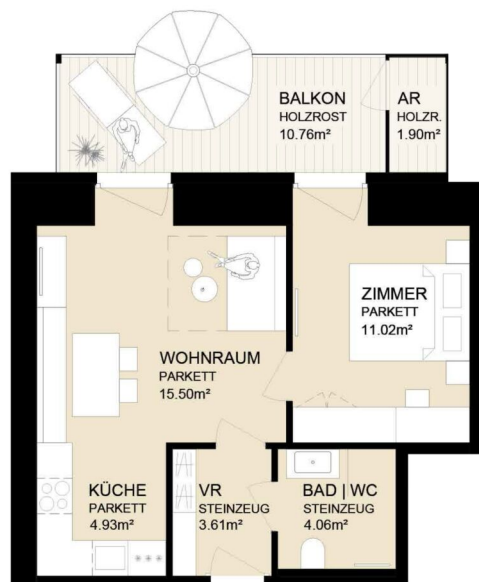 BALKON
HOLZROST
10.76m²
AR
HOLZR.
1.90m²
ZIMMER
PARKETT
11.02m²
WOHNRAUM
PARKETT
15.50m²
KÜCHE
PARKETT
4.93m²
VR
STEINZEUG
3.61m²
BAD | WC
STEINZEUG
4.06m²